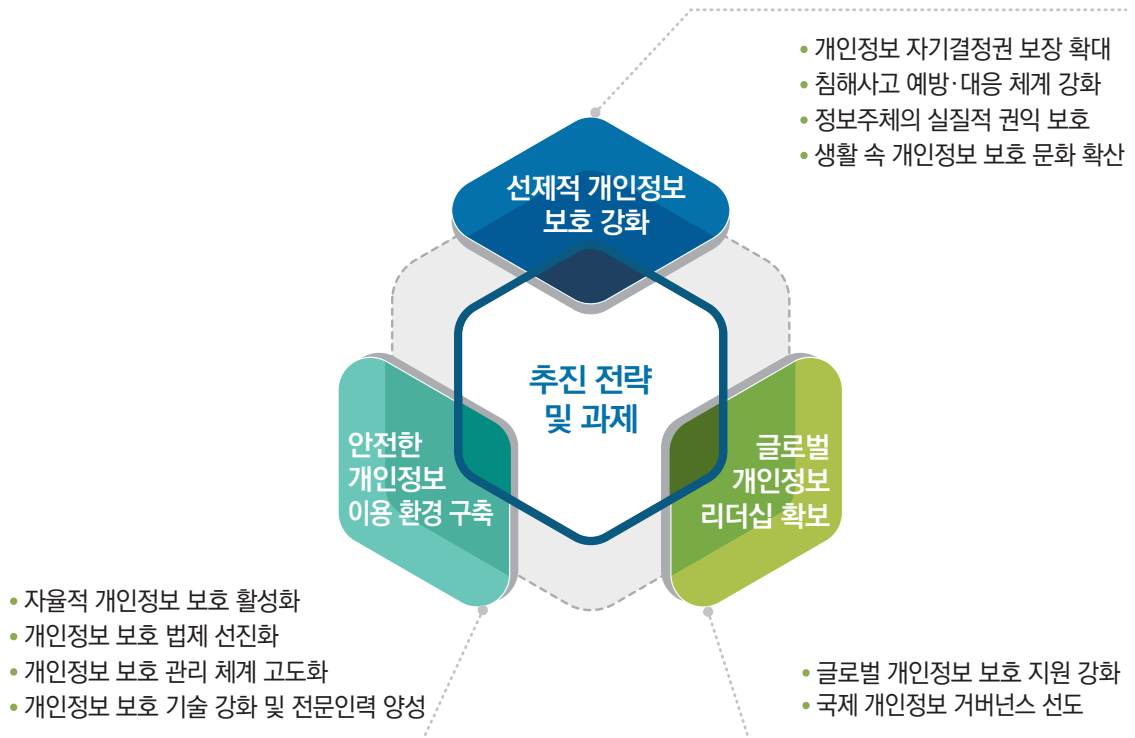 • 개인정보 자기결정권 보장 확대
• 침해사고 예방·대응 체계 강화
• 정보주체의 실질적 권익 보호
• 생활 속 개인정보 보호 문화 확산
선제적 개인정보
보호 강화
추진 전략
및 과제
안전한
개인정보
이용 환경 구축
글로벌
개인정보
리더십 확보
• 자율적 개인정보 보호 활성화
• 개인정보 보호 법제 선진화
• 개인정보 보호 관리 체계 고도화
• 개인정보 보호 기술 강화 및 전문인력 양성
• 글로벌 개인정보 보호 지원 강화
• 국제 개인정보 거버넌스 선도